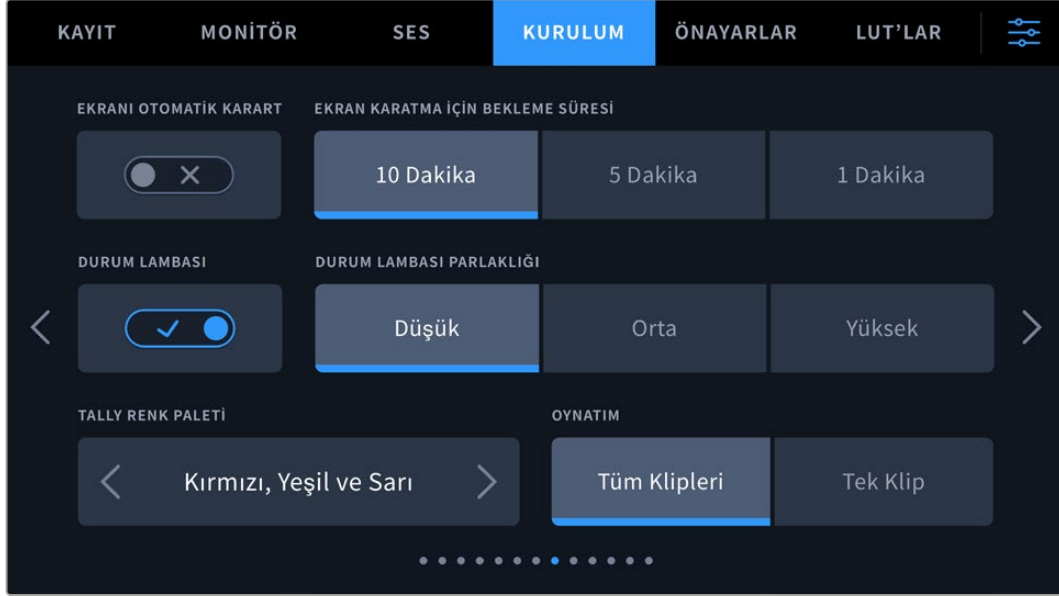 KAYIT MONİTÖR SES KURULUM ÖNAYARLAR LUT’LAR
EKRANI OTOMATİK KARART EKRAN KARATMA İÇİN BEKLEME SÜRESİ
10 Dakika 5 Dakika 1 Dakika
DURUM LAMBASI DURUM LAMBASI PARLAKLIĞI
Düşük Orta Yüksek
TALLY RENK PALETİ OYNATIM
Kırmızı, Yeşil ve Sarı Tüm Klipleri Tek Klip